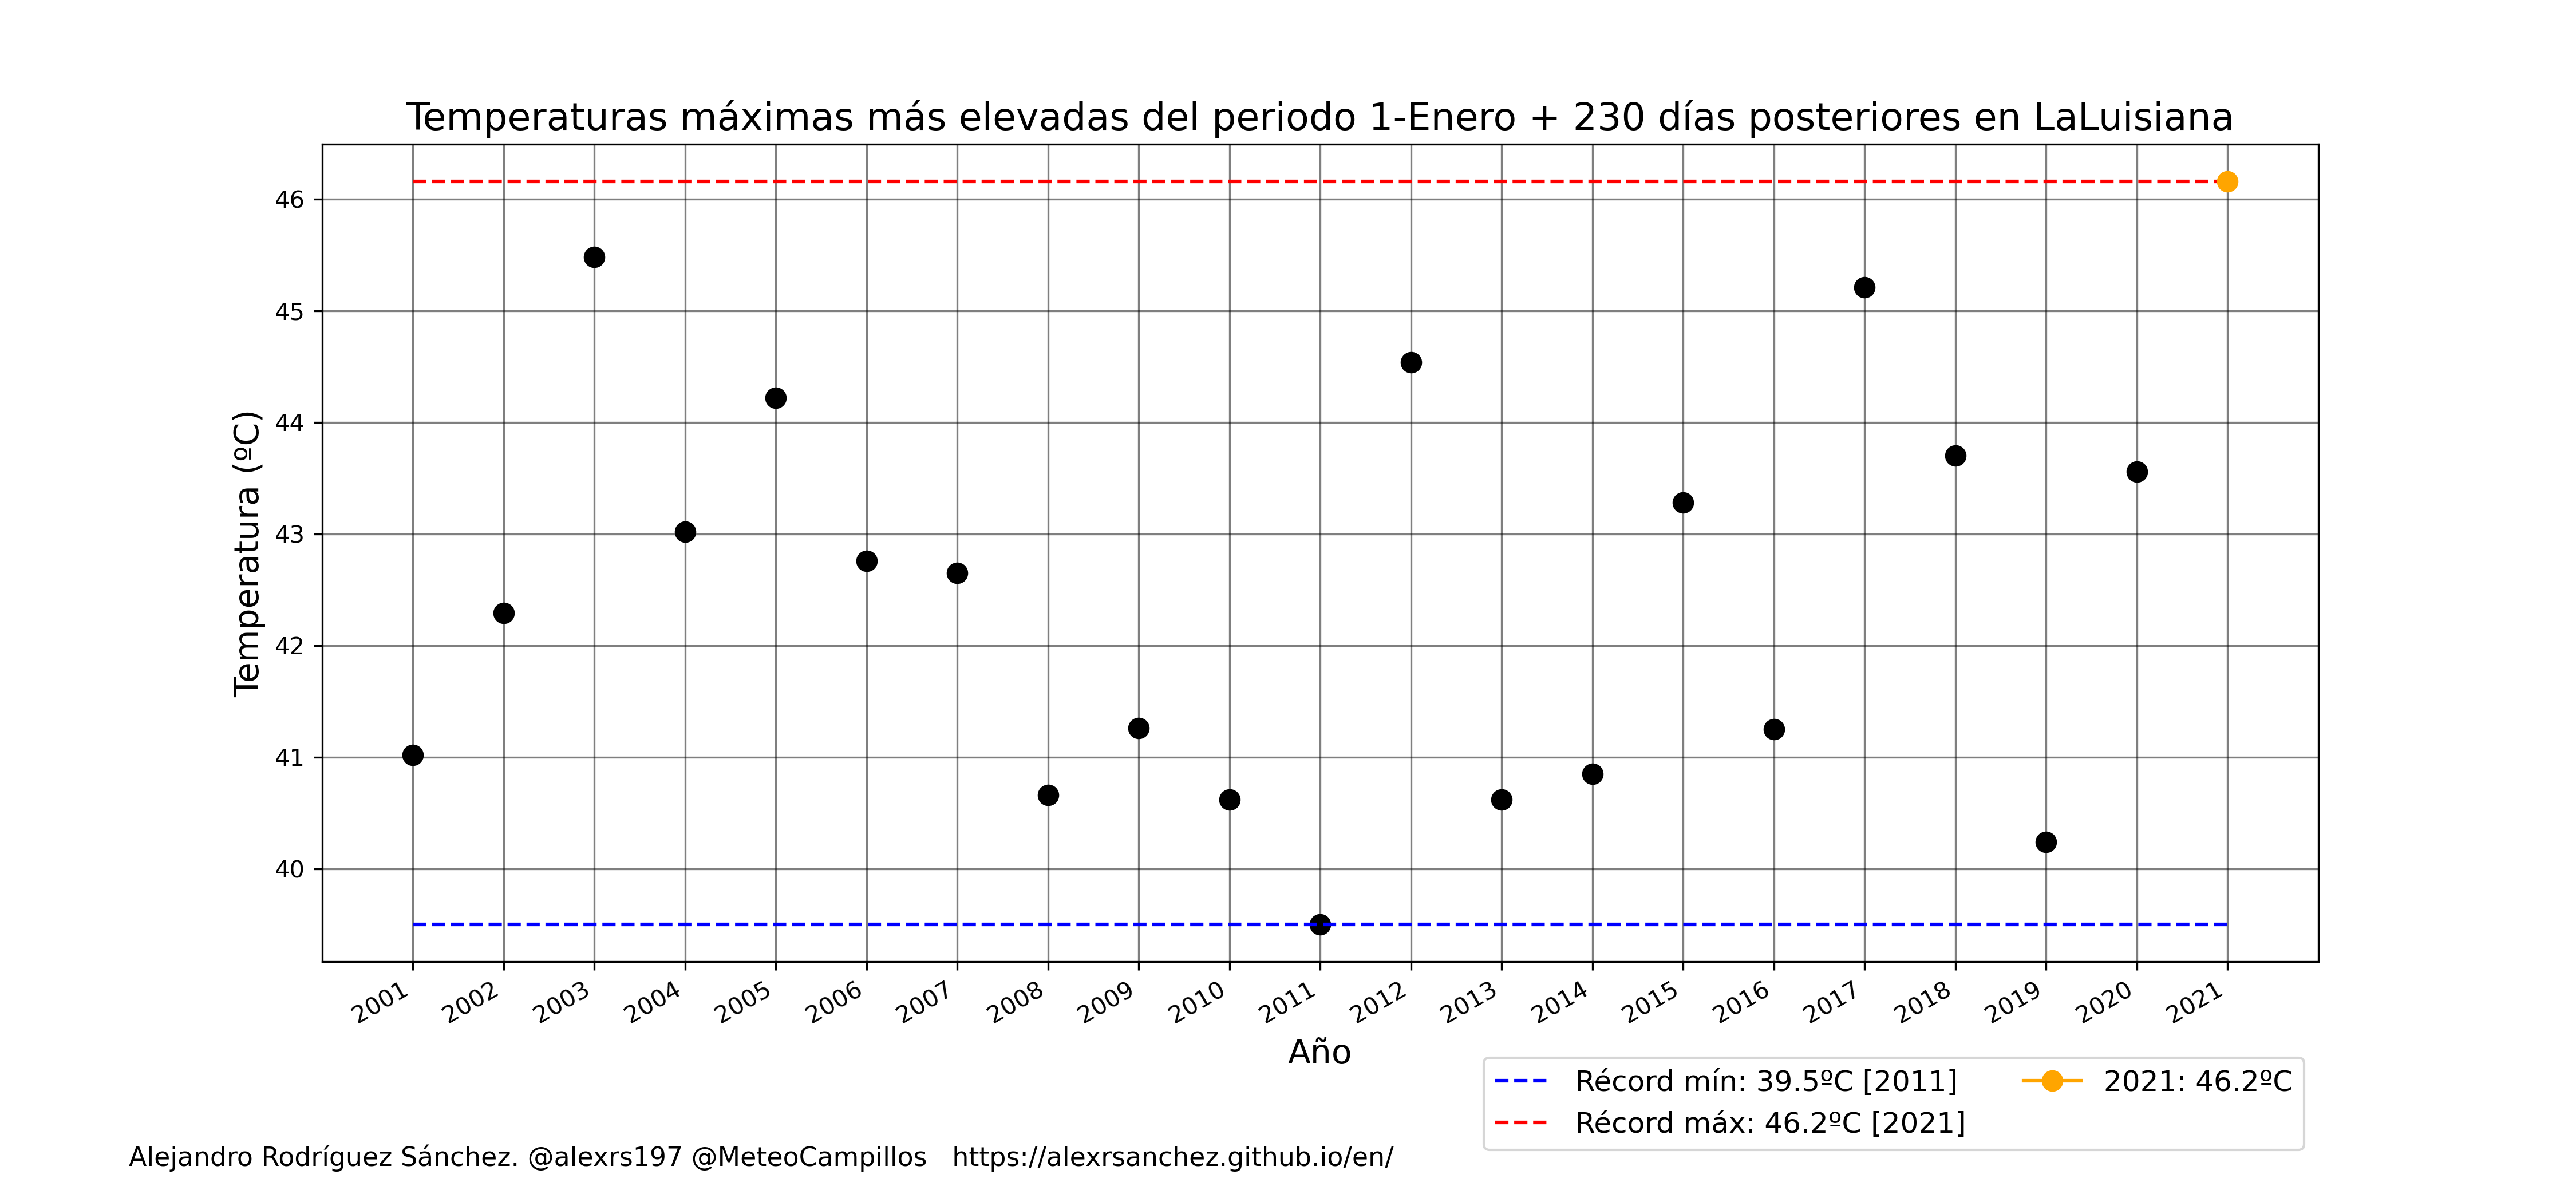 Temperaturas máximas más elevadas del periodo 1-Enero + 230 días posteriores en LaLuisiana
Temperatura (ºC)
46
45
44
43
42
41
40
2001 2002 2003 2004 2005 2006 2007 2008 2009 2010 2011 2012 2013 2014 2015 2016 2017 2018 2019 2020 2021
Año
Récord mín: 39.5ºC [2011]
Récord máx: 46.2ºC [2021]
2021: 46.2ºC
Alejandro Rodríguez Sánchez. @alexrs197 @MeteoCampillos https://alexrsanchez.github.io/en/